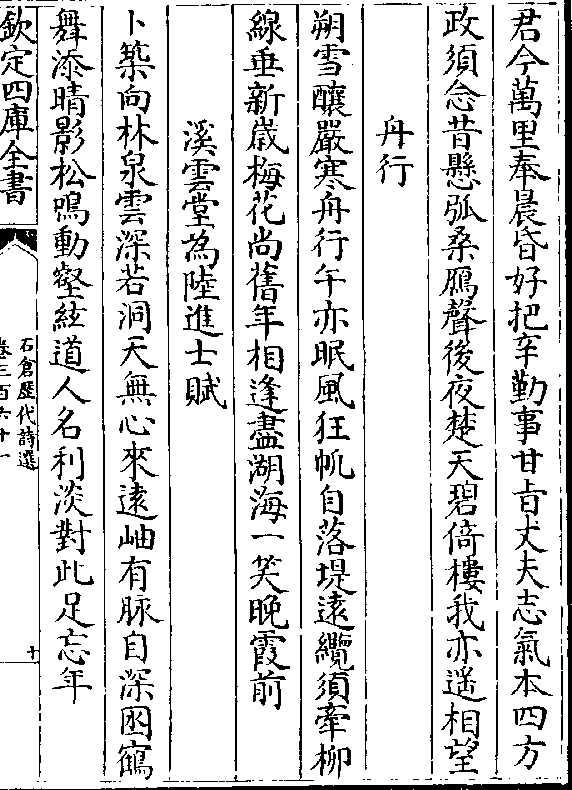 君今萬里奉晨昏好把辛勤事甘旨丈夫志氣本四方
政須念昔懸弧桑鴈聲後夜楚天碧倚樓我亦遥相望
舟行
朔雪釀嚴寒舟行午亦眠風狂帆自落堤遠纜須牽柳
線垂新歲梅花尚舊年相逢盡湖海一笑晚霞前
溪雲堂為陸進士賦
卜築向林泉雲深若洞天無心來遠岫有脉自深困鶴
舞添晴影松鳴動壑絃道人名利淡對此足忘年
欽定四庫全書
石倉歷代詩選
卷三百六十一
十